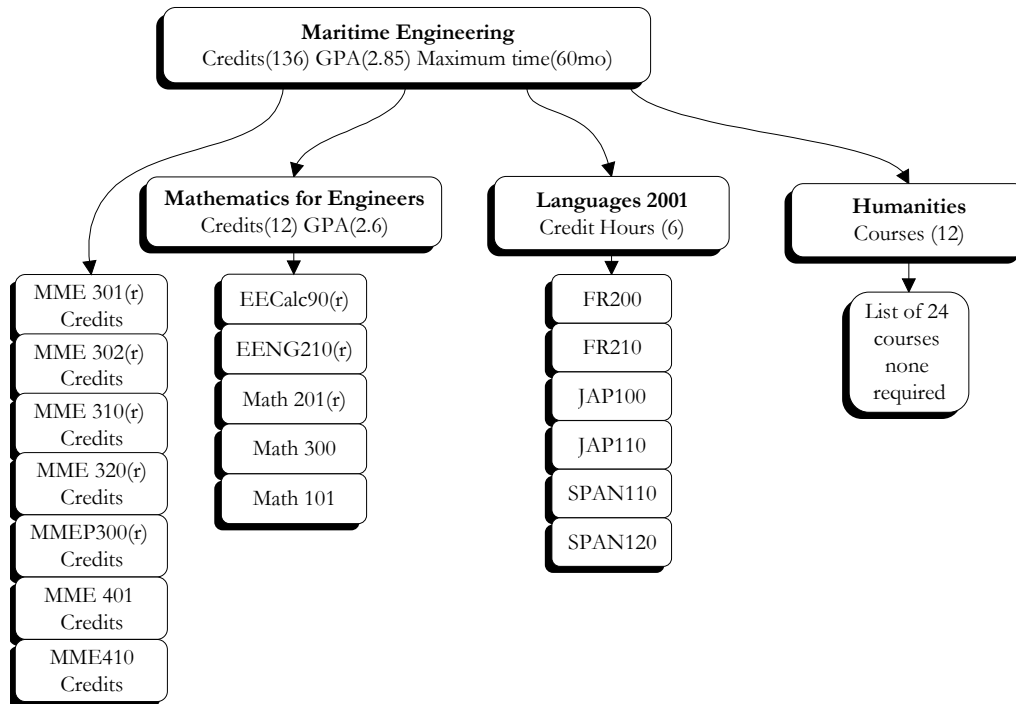 Maritime Engineering
Credits(136) GPA(2.85) Maximum time(60mo)
Mathematics for Engineers
Credits(12) GPA(2.6)
Languages 2001
Credit Hours (6)
Humanities
Courses (12)
MME 301(r)
Credits
MME 302(r)
Credits
MME 310(r)
Credits
MME 320(r)
Credits
MMEP300(r)
Credits
MME 401
Credits
MME410
Credits
EECalc90(r)
EENG210(r)
Math 201(r)
Math 300
Math 101
FR200
FR210
JAP100
JAP110
SPAN110
SPAN120
List of 24
courses
none
required